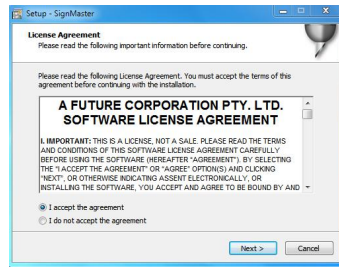 Setup - SignMaster
License Agreement
Please read the following important information before continuing.
Please read the following License Agreement. You must accept the terms of this
agreement before continuing with the installation.
A FUTURE CORPORATION PTY. LTD.
SOFTWARE LICENSE AGREEMENT
I. IMPORTANT: THIS IS A LICENSE, NOT A SALE. PLEASE READ THE TERMS
AND CONDITIONS OF THIS SOFTWARE LICENSE AGREEMENT CAREFULLY
BEFORE USING THE SOFTWARE (HEREAFTER "AGREEMENT"). BY SELECTING
THE "I ACCEPT THE AGREEMENT" OR "AGREE" OPTION(S) AND CLICKING
"NEXT", OR OTHERWISE INDICATING ASSENT ELECTRONICALLY, OR
INSTALLING THE SOFTWARE, YOU ACCEPT AND AGREE TO BE BOUND BY AND
I accept the agreement
I do not accept the agreement
Next >
Cancel